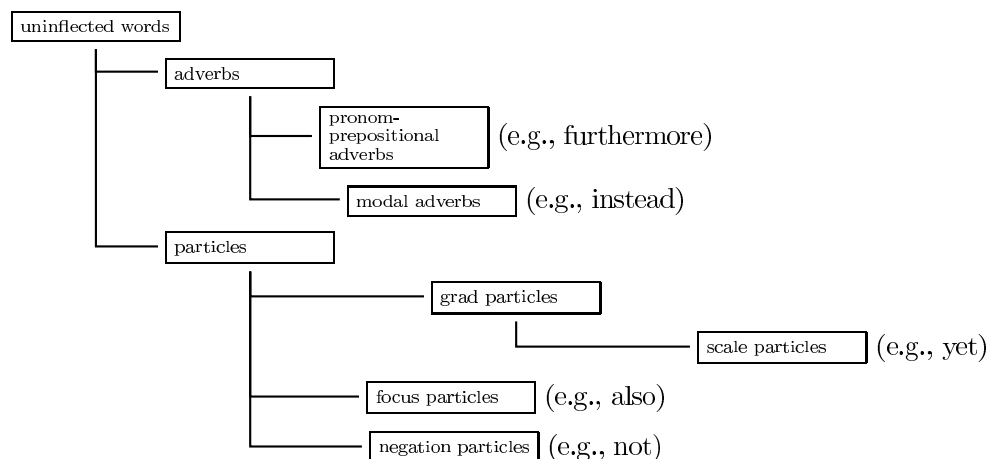 uninflected words
adverbs
pronom-
prepositional
adverbs
(e.g., furthermore)
modal adverbs (e.g., instead)
particles
grad particles
scale particles (e.g., yet)
focus particles (e.g., also)
negation particles (e.g., not)